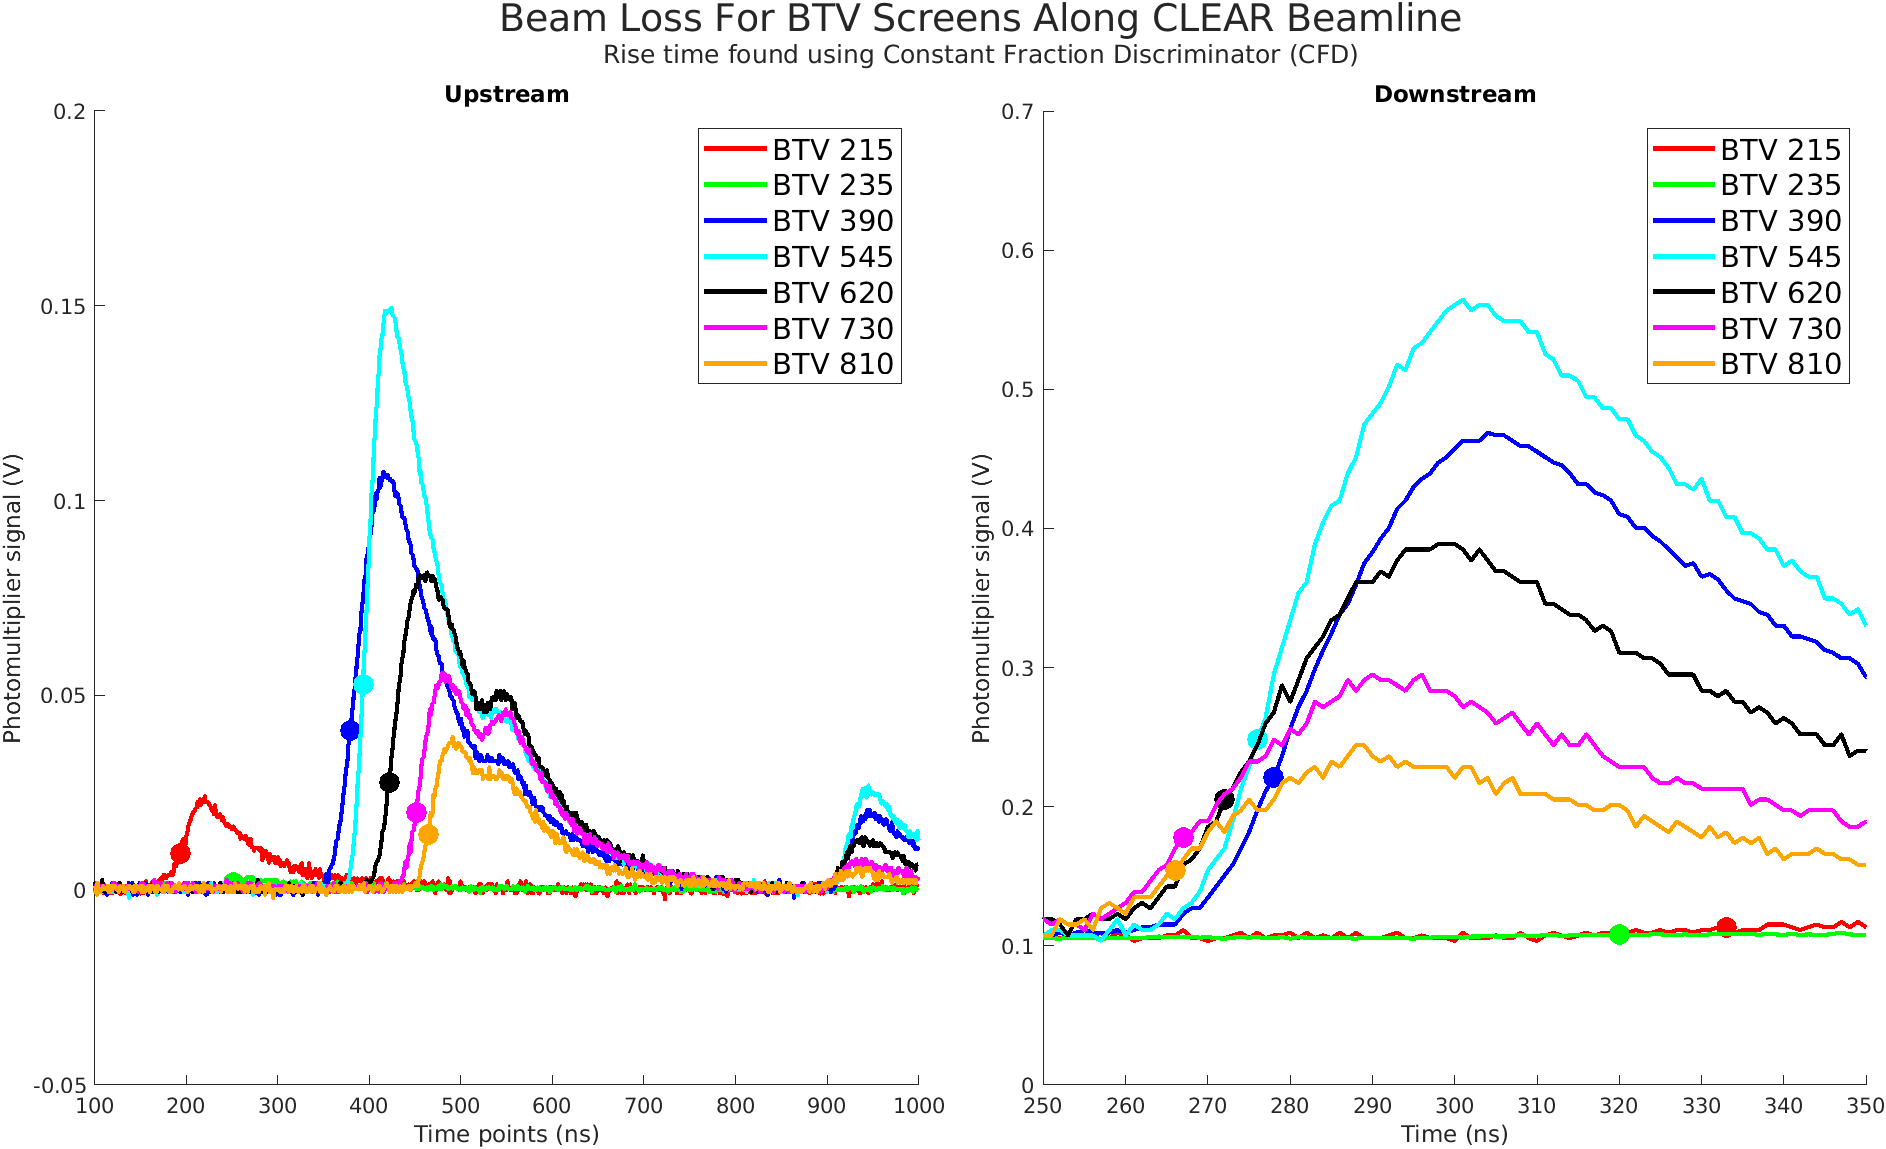 Beam Loss For BTV Screens Along CLEAR Beamline
Rise time found using Constant Fraction Discriminator (CFD)
Upstream
Photomultiplier signal (V)
0.2
0.15
0.1
0.05
0
-0.05
100 200 300 400 500 600 700 800 900 1000
Time points (ns)
BTV 215
BTV 235
BTV 390
BTV 545
BTV 620
BTV 730
BTV 810
Downstream
Photomultiplier signal (V)
0.7
0.6
0.5
0.4
0.3
0.2
0.1
0
250 260 270 280 290 300 310 320 330 340 350
Time (ns)
BTV 215
BTV 235
BTV 390
BTV 545
BTV 620
BTV 730
BTV 810